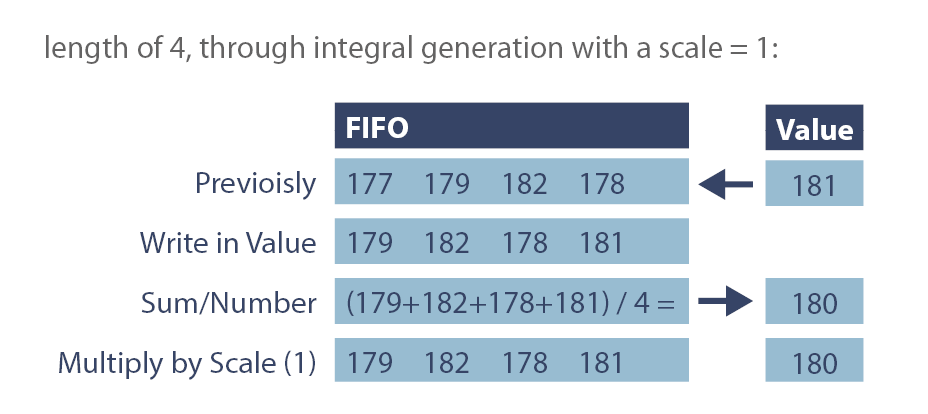 length of 4, through integral generation with a scale = 1:
FIFO Value
Previoisly 177 179 182 178 181
Write in Value 179 182 178 181
Sum/Number (179+182+178+181) / 4 = 180
Multiply by Scale (1) 179 182 178 181 180